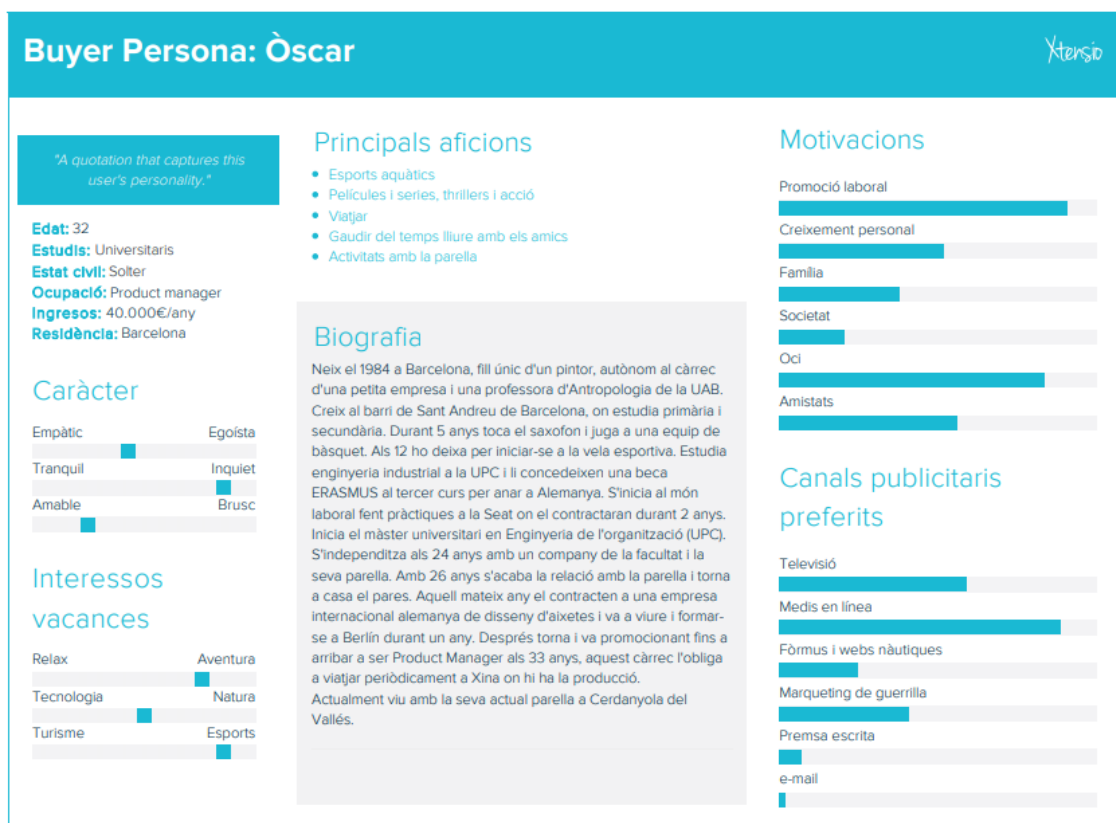 Buyer Persona: Òscar
Xtensio
"A quotation that captures this
user's personality."
Edat: 32
Estudis: Universitaris
Estat civil: Solter
Ocupació: Product manager
Ingresos: 40.000€/any
Residència: Barcelona
Caràcter
Empàtic Egoísta
Tranquil Inquiet
Amable Brusc
Interessos
vacances
Relax Aventura
Tecnologia Natura
Turisme Esports
Principals aficions
• Esports aquàtics
• Películes i series, thrillers i acció
• Viatjar
• Gaudir del temps lliure amb els amics
• Activitats amb la parella
Biografia
Neix el 1984 a Barcelona, fill únic d'un pintor, autònom al càrrec
d'una petita empresa i una professora d'Antropologia de la UAB.
Creix al barri de Sant Andreu de Barcelona, on estudia primària i
secundària. Durant 5 anys toca el saxofon i juga a una equip de
bàsquet. Als 12 ho deixa per iniciar-se a la vela esportiva. Estudia
enginyeria industrial a la UPC i li concedeixen una beca
ERASMUS al tercer curs per anar a Alemanya. S'inicia al món
laboral fent pràctiques a la Seat on el contractaran durant 2 anys.
Inicia el màster universitari en Enginyeria de l'organització (UPC).
S'independitza als 24 anys amb un company de la facultat i la
seva parella. Amb 26 anys s'acaba la relació amb la parella i torna
a casa el pares. Aquell mateix any el contracten a una empresa
internacional alemanya de disseny d'aixetes i va a viure i formar-
se a Berlín durant un any. Després torna i va promocionant fins a
arribar a ser Product Manager als 33 anys, aquest càrrec l'obliga
a viatjar periòdicament a Xina on hi ha la producció.
Actualment viu amb la seva actual parella a Cerdanyola del
Vallés.
Motivacions
Promoció laboral
Creixement personal
Família
Societat
Oci
Amistats
Canals publicitaris
preferits
Televisió
Medis en línea
Fòrmus i webs nàutiques
Marqueting de guerrilla
Premsa escrita
e-mail